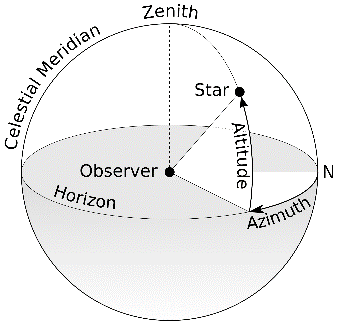 Zenith
Celestial Meridian
Star
Altitude
Observer
N
Horizon
Azimuth